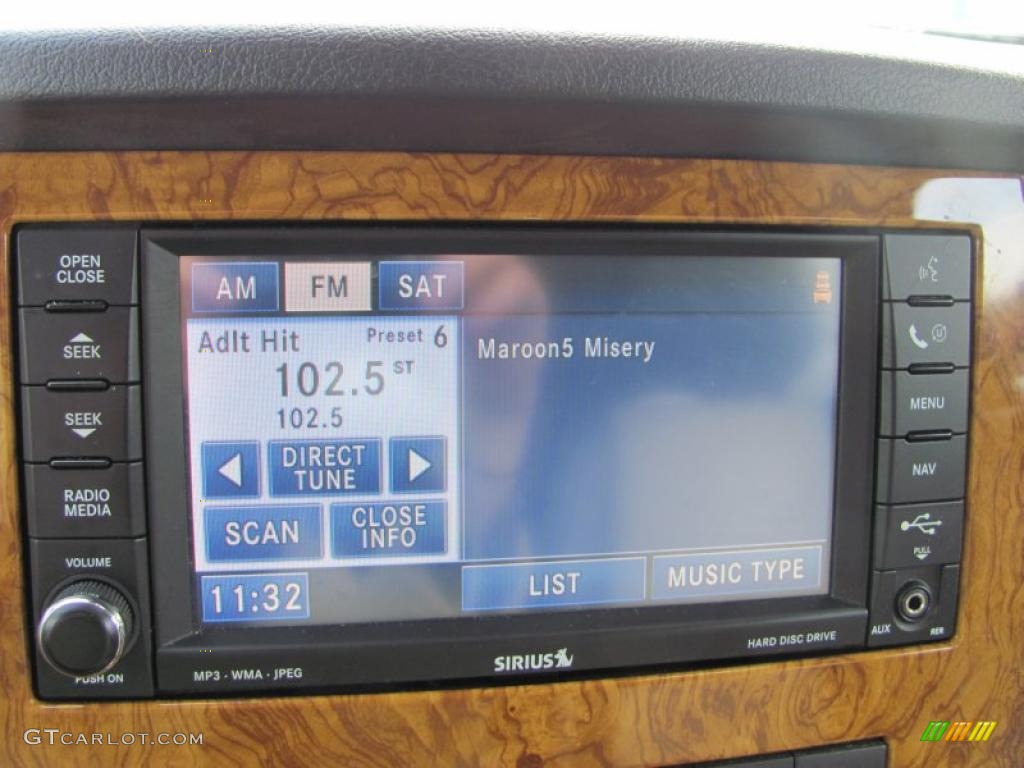 OPEN
CLOSE
SEEK
SEEK
RADIO
MEDIA
VOLUME
PUSH ON
AM FM SAT
Adlt Hit Preset 6
102.5 ST
102.5
DIRECT
TUNE
SCAN
CLOSE
INFO
11:32
Maroon5 Misery
LIST
MUSIC TYPE
MENU
NAV
PULL
AUX
MP3 · WMA · JPEG
SIRIUS
HARD DISC DRIVE
GTCARLOT.COM